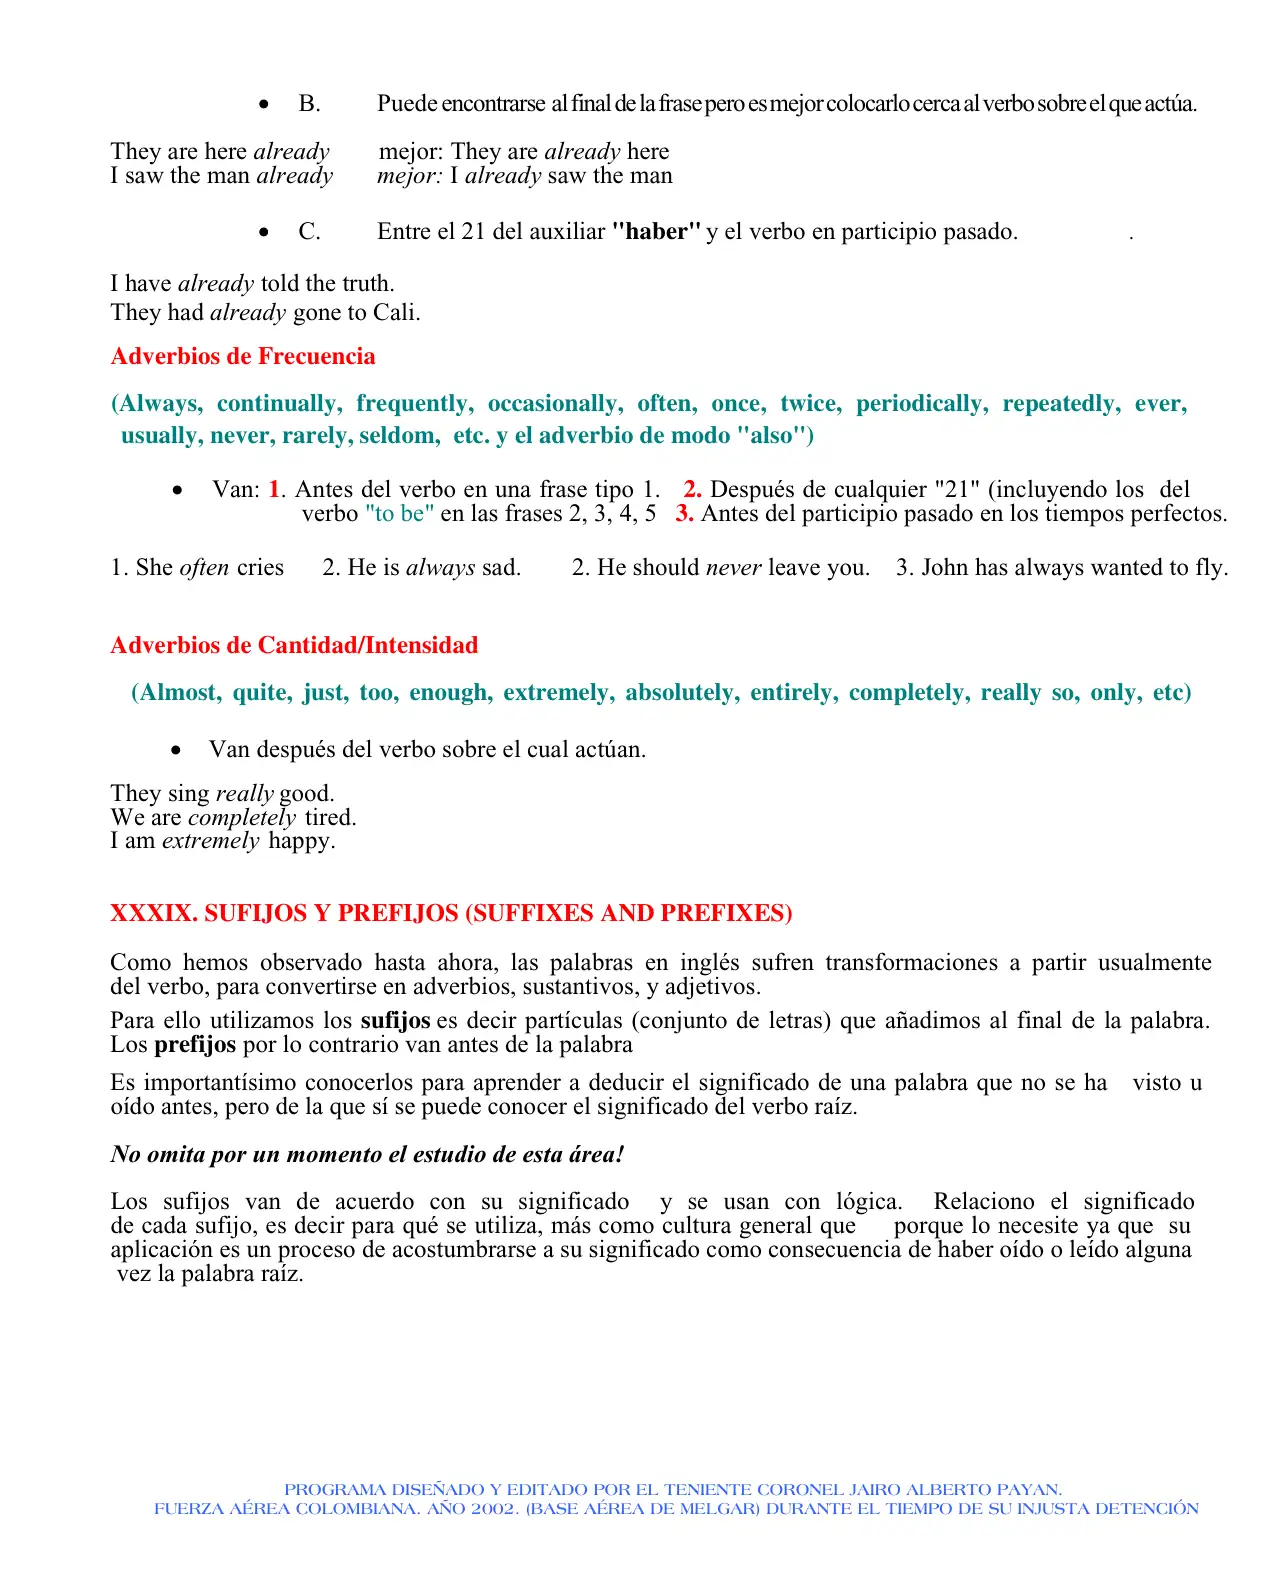 • B. Puede encontrarse al final de la frase pero es mejor colocarlo cerca al verbo sobre el que actúa.
They are here already mejor: They are already here
I saw the man already mejor: I already saw the man
• C. Entre el 21 del auxiliar "haber" y el verbo en participio pasado. .
I have already told the truth.
They had already gone to Cali.
Adverbios de Frecuencia
(Always, continually, frequently, occasionally, often, once, twice, periodically, repeatedly, ever,
usually, never, rarely, seldom, etc. y el adverbio de modo "also")
• Van: 1. Antes del verbo en una frase tipo 1. 2. Después de cualquier "21" (incluyendo los del
verbo "to be" en las frases 2, 3, 4, 5 3. Antes del participio pasado en los tiempos perfectos.
1. She often cries 2. He is always sad. 2. He should never leave you. 3. John has always wanted to fly.
Adverbios de Cantidad/Intensidad
(Almost, quite, just, too, enough, extremely, absolutely, entirely, completely, really so, only, etc)
• Van después del verbo sobre el cual actúan.
They sing really good.
We are completely tired.
I am extremely happy.
XXXIX. SUFIJOS Y PREFIJOS (SUFFIXES AND PREFIXES)
Como hemos observado hasta ahora, las palabras en inglés sufren transformaciones a partir usualmente
del verbo, para convertirse en adverbios, sustantivos, y adjetivos.
Para ello utilizamos los sufijos es decir partículas (conjunto de letras) que añadimos al final de la palabra.
Los prefijos por lo contrario van antes de la palabra
Es importantísimo conocerlos para aprender a deducir el significado de una palabra que no se ha visto u
oído antes, pero de la que sí se puede conocer el significado del verbo raíz.
No omita por un momento el estudio de esta área!
Los sufijos van de acuerdo con su significado y se usan con lógica. Relaciono el significado
de cada sufijo, es decir para qué se utiliza, más como cultura general que porque lo necesite ya que su
aplicación es un proceso de acostumbrarse a su significado como consecuencia de haber oído o leído alguna
vez la palabra raíz.
PROGRAMA DISEÑADO Y EDITADO POR EL TENIENTE CORONEL JAIRO ALBERTO PAYAN.
FUERZA AÉREA COLOMBIANA. AÑO 2002. (BASE AÉREA DE MELGAR) DURANTE EL TIEMPO DE SU INJUSTA DETENCIÓN